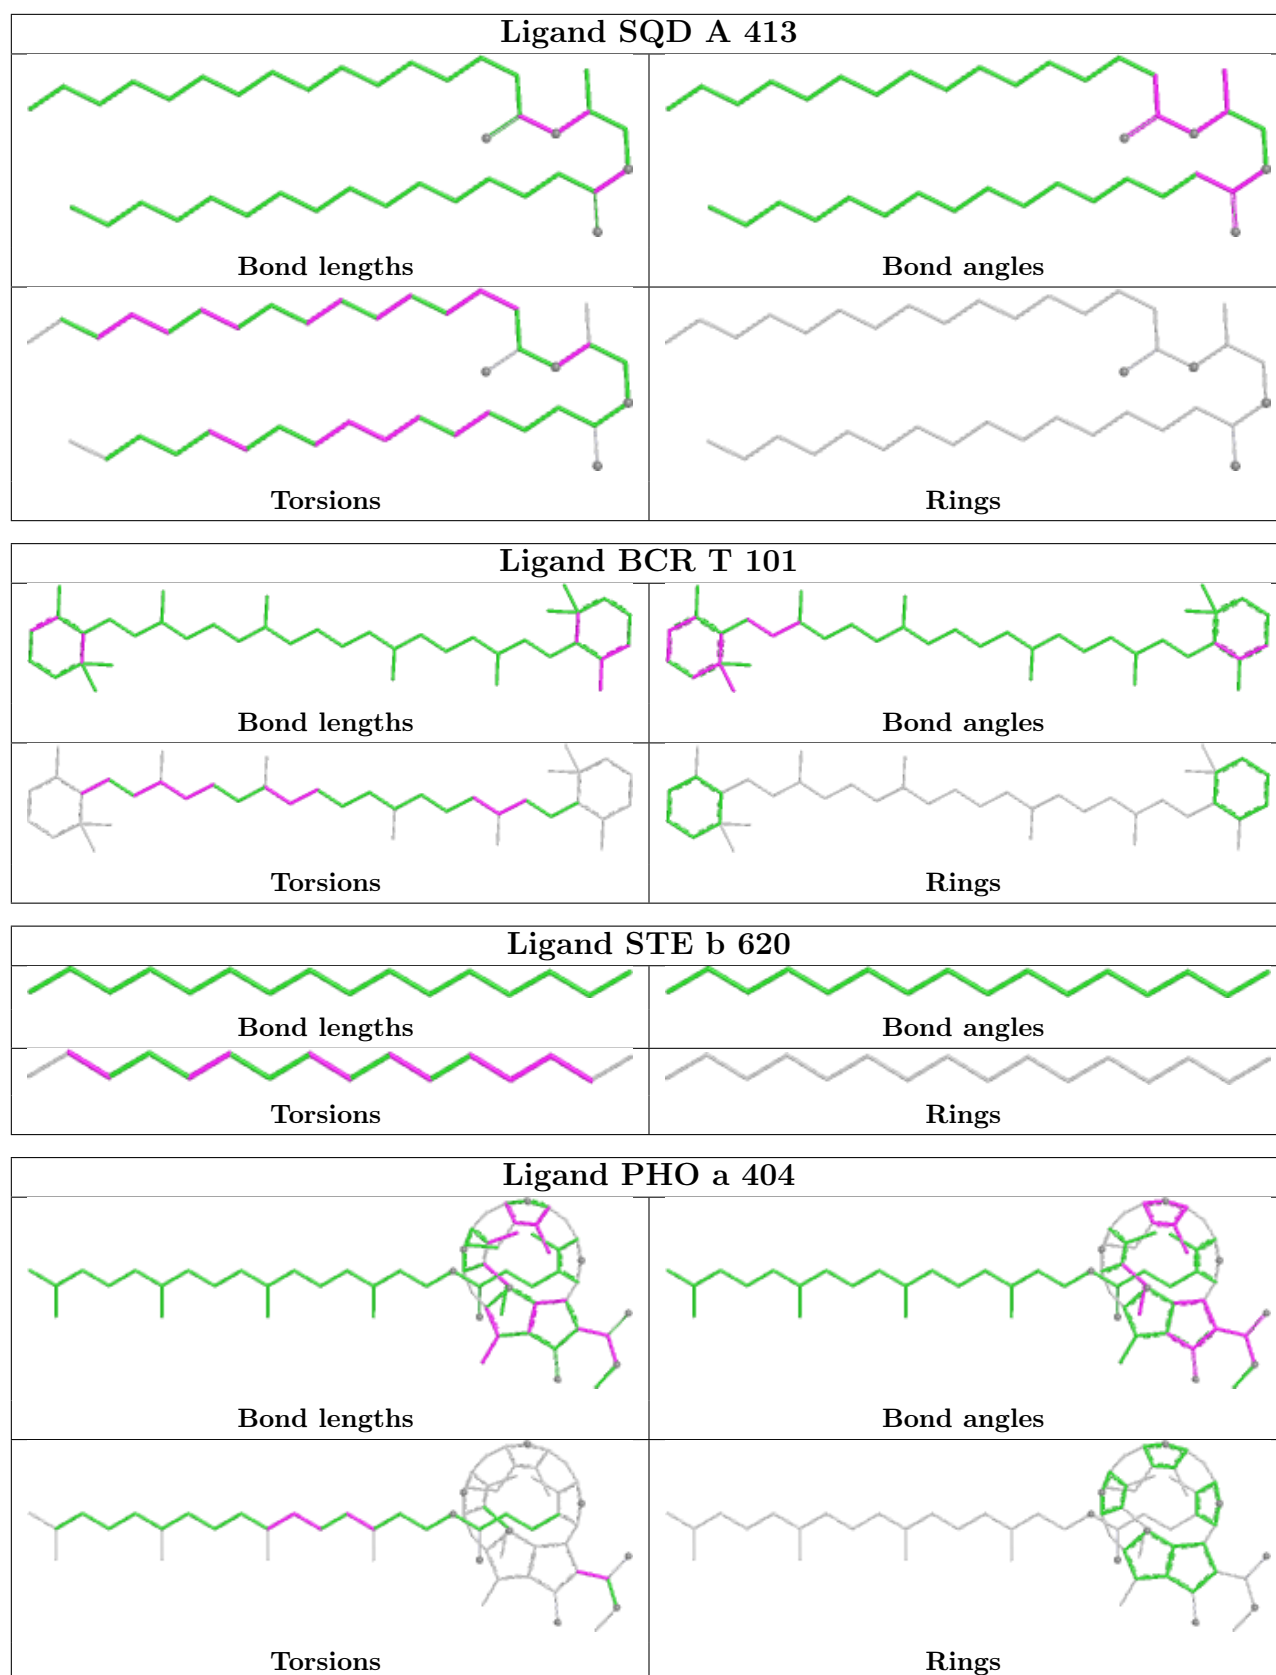 Ligand SQD A 413
Bond lengths
Bond angles
Torsions
Rings
Ligand BCR T 101
Bond lengths
Bond angles
Torsions
Rings
Ligand STE b 620
Bond lengths
Bond angles
Torsions
Rings
Ligand PHO a 404
Bond lengths
Bond angles
Torsions
Rings